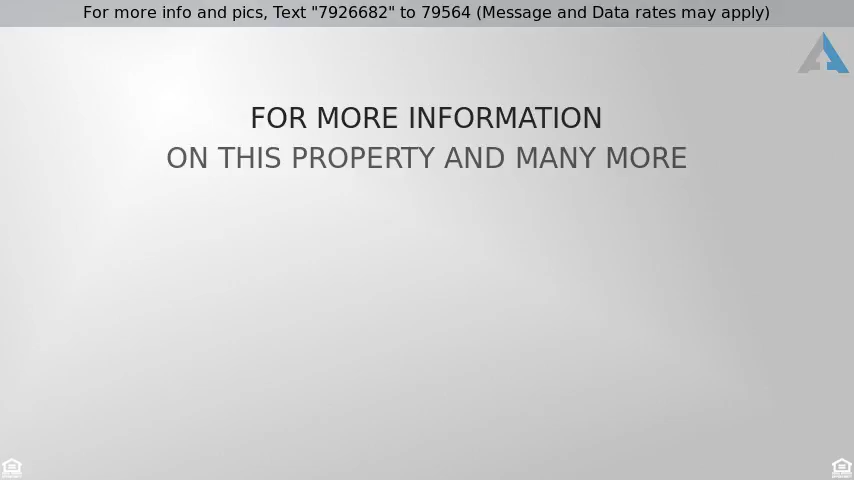 For more info and pics, Text "7926682" to 79564 (Message and Data rates may apply)
FOR MORE INFORMATION
ON THIS PROPERTY AND MANY MORE